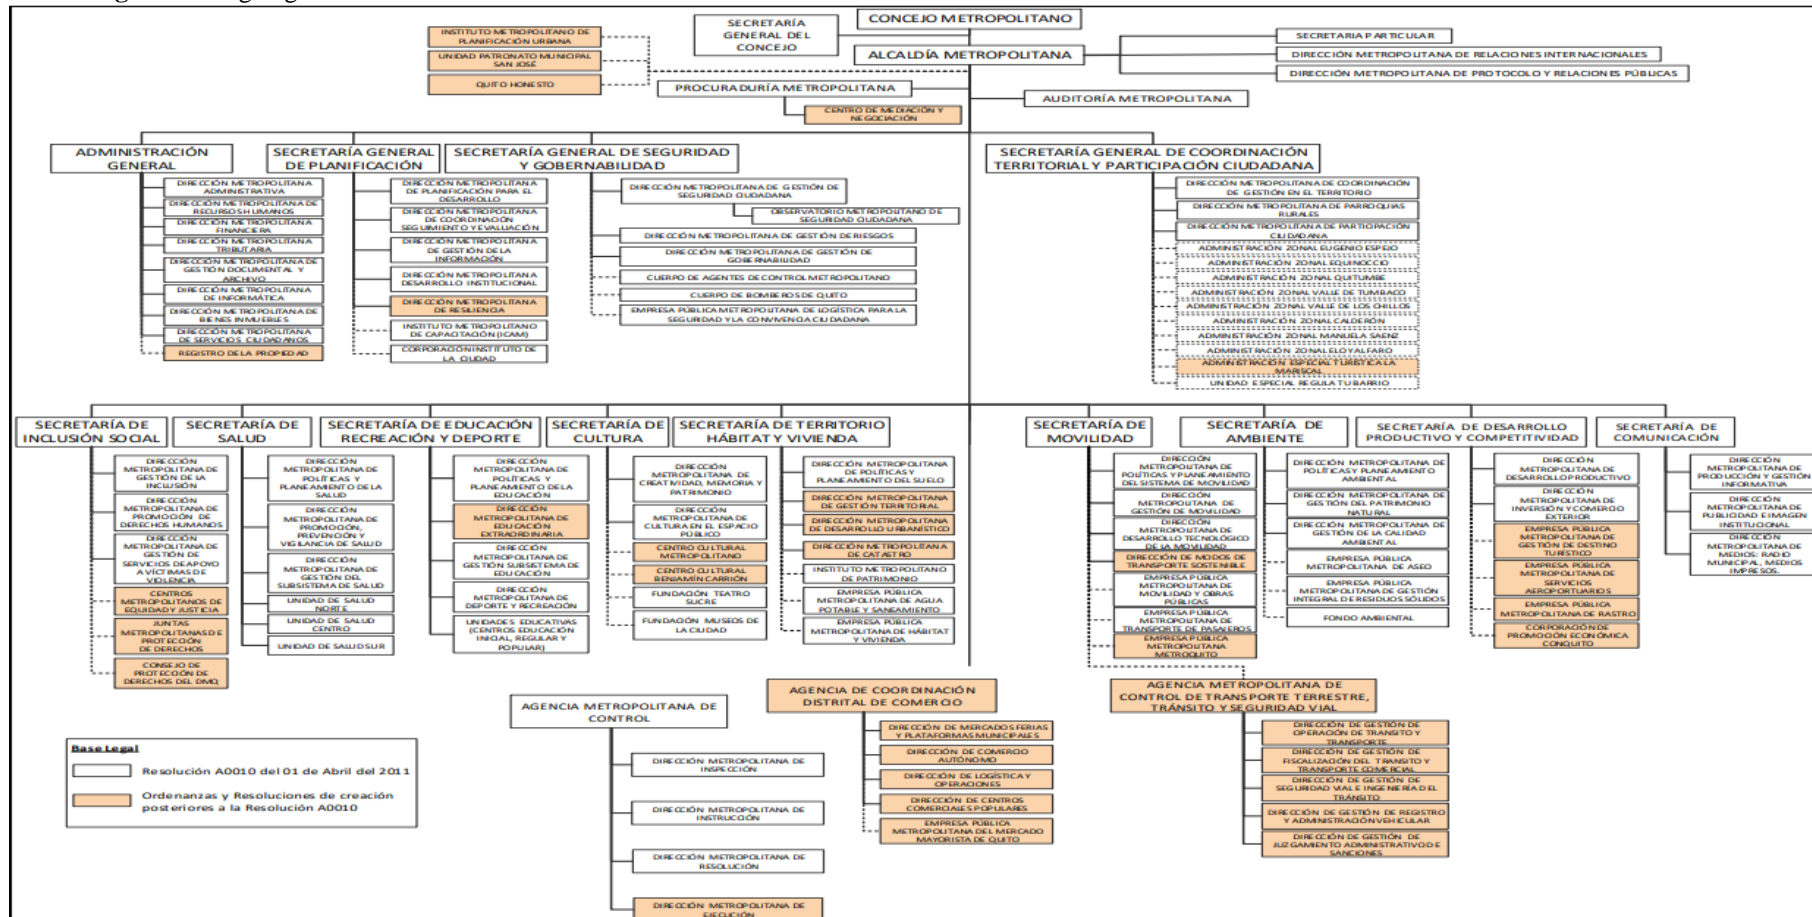 CONCEJO METROPOLITANO
SECRETARÍA
GENERAL DEL
CONCEJO
ALCALDÍA METROPOLITANA
INSTITUTO METROPOLITANO DE
PLANIFICACIÓN URBANA
UNIDAD PATRONATO MUNICIPAL
SAN JOSÉ
QUITO HONESTO
SECRETARIA PARTICULAR
DIRECCIÓN METROPOLITANA DE RELACIONES INTERNACIONALES
DIRECCIÓN METROPOLITANA DE PROTOCOLO Y RELACIONES PÚBLICAS
PROCURADURÍA METROPOLITANA
CENTRO DE MEDIACIÓN Y
NEGOCIACIÓN
AUDITORÍA METROPOLITANA
ADMINISTRACIÓN
GENERAL
DIRECCIÓN METROPOLITANA
ADMINISTRATIVA
DIRECCIÓN METROPOLITANA DE
RECURSOS HUMANOS
DIRECCIÓN METROPOLITANA
FINANCIERA
DIRECCIÓN METROPOLITANA
TRIBUTARIA
DIRECCIÓN METROPOLITANA DE
GESTIÓN DOCUMENTAL Y
ARCHIVO
DIRECCIÓN METROPOLITANA
DE INFORMÁTICA
DIRECCIÓN METROPOLITANA DE
BIENES INMUEBLES
DIRECCIÓN METROPOLITANA
DE SERVICIOS CIUDADANOS
REGISTRO DE LA PROPIEDAD
SECRETARÍA GENERAL
DE PLANIFICACIÓN
DIRECCIÓN METROPOLITANA
DE PLANIFICACIÓN PARA EL
DESARROLLO
DIRECCIÓN METROPOLITANA
DE COORDINACIÓN
SEGUIMIENTO Y EVALUACIÓN
DIRECCIÓN METROPOLITANA
DE GESTIÓN DE LA
INFORMACIÓN
DIRECCIÓN METROPOLITANA
DESARROLLO INSTITUCIONAL
DIRECCIÓN METROPOLITANA
DE RESILIENCIA
INSTITUTO METROPOLITANO
DE CAPACITACIÓN (ICAM)
CORPORACIÓN INSTITUTO DE
LA CIUDAD
SECRETARÍA GENERAL DE SEGURIDAD
Y GOBERNABILIDAD
DIRECCIÓN METROPOLITANA DE GESTIÓN DE
SEGURIDAD CIUDADANA
OBSERVATORIO METROPOLITANO DE
SEGURIDAD CIUDADANA
DIRECCIÓN METROPOLITANA DE GESTIÓN DE RIESGOS
DIRECCIÓN METROPOLITANA DE GESTIÓN DE
GOBERNABILIDAD
CUERPO DE AGENTES DE CONTROL METROPOLITANO
CUERPO DE BOMBEROS DE QUITO
EMPRESA PÚBLICA METROPOLITANA DE LOGÍSTICA PARA LA
SEGURIDAD Y LA CONVIVENCIA CIUDADANA
SECRETARÍA GENERAL DE COORDINACIÓN
TERRITORIAL Y PARTICIPACIÓN CIUDADANA
DIRECCIÓN METROPOLITANA DE COORDINACIÓN
DE GESTIÓN EN EL TERRITORIO
DIRECCIÓN METROPOLITANA DE PARROQUIAS
RURALES
DIRECCIÓN METROPOLITANA DE PARTICIPACIÓN
CIUDADANA
ADMINISTRACIÓN ZONAL EUGENIO ESPEJO
ADMINISTRACIÓN ZONAL EQUINOCCIO
ADMINISTRACIÓN ZONAL QUITUMBE
ADMINISTRACIÓN ZONAL VALLE DE TUMBACO
ADMINISTRACIÓN ZONAL VALLE DE LOS CHILLOS
ADMINISTRACIÓN ZONAL CALDERÓN
ADMINISTRACIÓN ZONAL MANUELA SAENZ
ADMINISTRACIÓN ZONAL ELOY ALFARO
ADMINISTRACIÓN ESPECIAL TURÍSTICA LA
MARISCAL
UNIDAD ESPECIAL REGULA TU BARRIO
SECRETARÍA DE
INCLUSIÓN SOCIAL
DIRECCIÓN
METROPOLITANA DE
GESTIÓN DE LA
INCLUSIÓN
DIRECCIÓN
METROPOLITANA DE
PROMOCIÓN DE
DERECHOS HUMANOS
DIRECCIÓN
METROPOLITANA DE
GESTIÓN DE
SERVICIOS DE APOYO
A VÍCTIMAS DE
VIOLENCIA
CENTROS
METROPOLITANOS DE
EQUIDAD Y JUSTICIA
JUNTAS
METROPOLITANAS DE
PROTECCIÓN
DE DERECHOS
CONSEJO DE
PROTECCIÓN DE
DERECHOS DEL DMQ
SECRETARÍA DE
SALUD
DIRECCIÓN
METROPOLITANA DE
POLÍTICAS Y
PLANEAMIENTO DE LA
SALUD
DIRECCIÓN
METROPOLITANA DE
PROMOCIÓN,
PREVENCIÓN Y
VIGILANCIA DE SALUD
DIRECCIÓN
METROPOLITANA DE
GESTIÓN DEL
SUBSISTEMA DE SALUD
UNIDAD DE SALUD
NORTE
UNIDAD DE SALUD
CENTRO
UNIDAD DE SALUD SUR
SECRETARÍA DE EDUCACIÓN
RECREACIÓN Y DEPORTE
DIRECCIÓN
METROPOLITANA DE
POLÍTICAS Y
PLANEAMIENTO DE LA
EDUCACIÓN
DIRECCIÓN
METROPOLITANA DE
EDUCACIÓN
EXTRAORDINARIA
DIRECCIÓN
METROPOLITANA DE
GESTIÓN SUBSISTEMA DE
EDUCACIÓN
DIRECCIÓN
METROPOLITANA DE
DEPORTE Y RECREACIÓN
UNIDADES EDUCATIVAS
(CENTROS EDUCACIÓN
INICIAL, REGULAR Y
POPULAR)
SECRETARÍA DE
CULTURA
DIRECCIÓN
METROPOLITANA DE
CREATIVIDAD, MEMORIA Y
PATRIMONIO
DIRECCIÓN
METROPOLITANA DE
CULTURA EN EL ESPACIO
PÚBLICO
CENTRO CULTURAL
METROPOLITANO
CENTRO CULTURAL
BENJAMÍN CARRIÓN
FUNDACIÓN TEATRO
SUCRE
FUNDACIÓN MUSEOS DE
LA CIUDAD
SECRETARÍA DE TERRITORIO
HÁBITAT Y VIVIENDA
DIRECCIÓN METROPOLITANA
DE POLÍTICAS Y
PLANEAMIENTO DEL SUELO
DIRECCIÓN METROPOLITANA
DE GESTIÓN TERRITORIAL
DIRECCIÓN METROPOLITANA
DE DESARROLLO URBANÍSTICO
DIRECCIÓN METROPOLITANA
DE CATASTRO
INSTITUTO METROPOLITANO
DE PATRIMONIO
EMPRESA PÚBLICA
METROPOLITANA DE AGUA
POTABLE Y SANEAMIENTO
EMPRESA PÚBLICA
METROPOLITANA DE HÁBITAT
Y VIVIENDA
SECRETARÍA DE
MOVILIDAD
DIRECCIÓN
METROPOLITANA DE
POLÍTICAS Y PLANEAMIENTO
DEL SISTEMA DE MOVILIDAD
DIRECCIÓN
METROPOLITANA DE
GESTIÓN DE MOVILIDAD
DIRECCIÓN
METROPOLITANA DE
DESARROLLO TECNOLÓGICO
DE LA MOVILIDAD
DIRECCIÓN DE MODOS DE
TRANSPORTE SOSTENIBLE
EMPRESA PÚBLICA
METROPOLITANA DE
MOVILIDAD Y OBRAS
PÚBLICAS
EMPRESA PÚBLICA
METROPOLITANA DE
TRANSPORTE DE PASAJEROS
EMPRESA PÚBLICA
METROPOLITANA
METROQUITO
SECRETARÍA DE
AMBIENTE
DIRECCIÓN METROPOLITANA DE
POLÍTICAS Y PLANEAMIENTO
AMBIENTAL
DIRECCIÓN METROPOLITANA DE
GESTIÓN DEL PATRIMONIO
NATURAL
DIRECCIÓN METROPOLITANA DE
GESTIÓN DE LA CALIDAD
AMBIENTAL
EMPRESA PÚBLICA
METROPOLITANA DE ASEO
EMPRESA PÚBLICA
METROPOLITANA DE GESTIÓN
INTEGRAL DE RESIDUOS SÓLIDOS
FONDO AMBIENTAL
SECRETARÍA DE DESARROLLO
PRODUCTIVO Y COMPETITIVIDAD
DIRECCIÓN
METROPOLITANA DE
DESARROLLO PRODUCTIVO
DIRECCIÓN
METROPOLITANA DE
INVERSIÓN Y COMERCIO
EXTERIOR
EMPRESA PÚBLICA
METROPOLITANA DE
GESTIÓN DE DESTINO
TURÍSTICO
EMPRESA PÚBLICA
METROPOLITANA DE
SERVICIOS
AEROPORTUARIOS
EMPRESA PÚBLICA
METROPOLITANA DE RASTRO
CORPORACIÓN DE
PROMOCIÓN ECONÓMICA
CONQUITO
SECRETARÍA DE
COMUNICACIÓN
DIRECCIÓN
METROPOLITANA DE
PRODUCCIÓN Y GESTIÓN
INFORMATIVA
DIRECCIÓN
METROPOLITANA DE
PUBLICIDAD E IMAGEN
INSTITUCIONAL
DIRECCIÓN
METROPOLITANA DE
MEDIOS: RADIO
MUNICIPAL, MEDIOS
IMPRESOS.
AGENCIA METROPOLITANA DE
CONTROL
DIRECCIÓN METROPOLITANA DE
INSPECCIÓN
DIRECCIÓN METROPOLITANA DE
INSTRUCCIÓN
DIRECCIÓN METROPOLITANA DE
RESOLUCIÓN
DIRECCIÓN METROPOLITANA DE
EJECUCIÓN
AGENCIA DE COORDINACIÓN
DISTRITAL DE COMERCIO
DIRECCIÓN DE MERCADOS FERIAS
Y PLATAFORMAS MUNICIPALES
DIRECCIÓN DE COMERCIO
AUTÓNOMO
DIRECCIÓN DE LOGÍSTICA Y
OPERACIONES
DIRECCIÓN DE CENTROS
COMERCIALES POPULARES
EMPRESA PÚBLICA
METROPOLITANA DEL MERCADO
MAYORISTA DE QUITO
AGENCIA METROPOLITANA DE
CONTROL DE TRANSPORTE TERRESTRE,
TRÁNSITO Y SEGURIDAD VIAL
DIRECCIÓN DE GESTIÓN DE
OPERACIÓN DE TRANSITO Y
TRANSPORTE
DIRECCIÓN DE GESTIÓN DE
FISCALIZACIÓN DEL TRANSITO Y
TRANSPORTE COMERCIAL
DIRECCIÓN DE GESTIÓN DE
SEGURIDAD VIAL E INGENIERÍA DEL
TRÁNSITO
DIRECCIÓN DE GESTIÓN DE REGISTRO
Y ADMINISTRACIÓN VEHICULAR
DIRECCIÓN DE GESTIÓN DE
JUZGAMIENTO ADMINISTRATIVO DE
SANCIONES
Base Legal
Resolución A0010 del 01 de Abril del 2011
Ordenanzas y Resoluciones de creación
posteriores a la Resolución A0010